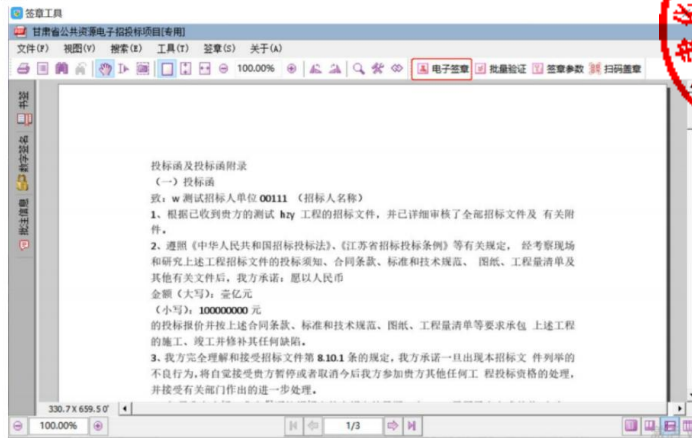 签章工具
甘肃省公共资源电子招投标项目[专用]
文件(F) 视图(V) 搜索(E) 工具(T) 签章(S) 关于(A)
100.00% 电子签章 批量验证 签章参数 扫码盖章
书签
数字签名
批注信息
投标函及投标函附录
（一）投标函
致：w 测试招标人单位 00111 （招标人名称）
1、根据已收到贵方的测试 hzy 工程的招标文件，并已详细审核了全部招标文件及 有关附
件。
2、遵照《中华人民共和国招标投标法》、《江苏省招标投标条例》等有关规定， 经考察现场
和研究上述工程招标文件的投标须知、合同条款、标准和技术规范、 图纸、工程量清单及
其他有关文件后，我方承诺：愿以人民币
金额（大写）：壹亿元
（小写）：100000000 元
的投标报价并按上述合同条款、标准和技术规范、图纸、工程量清单等要求承包 上述工程
的施工、竣工并修补其任何缺陷。
3、我方完全理解和接受招标文件第 8.10.1 条的规定，我方承诺一旦出现本招标文 件列举的
不良行为，将自觉接受贵方暂停或者取消今后我方参加贵方其他任何工 程投标资格的处理，
并接受有关部门作出的进一步处理。
330.7 X 659.5 0'
100.00% 1/3